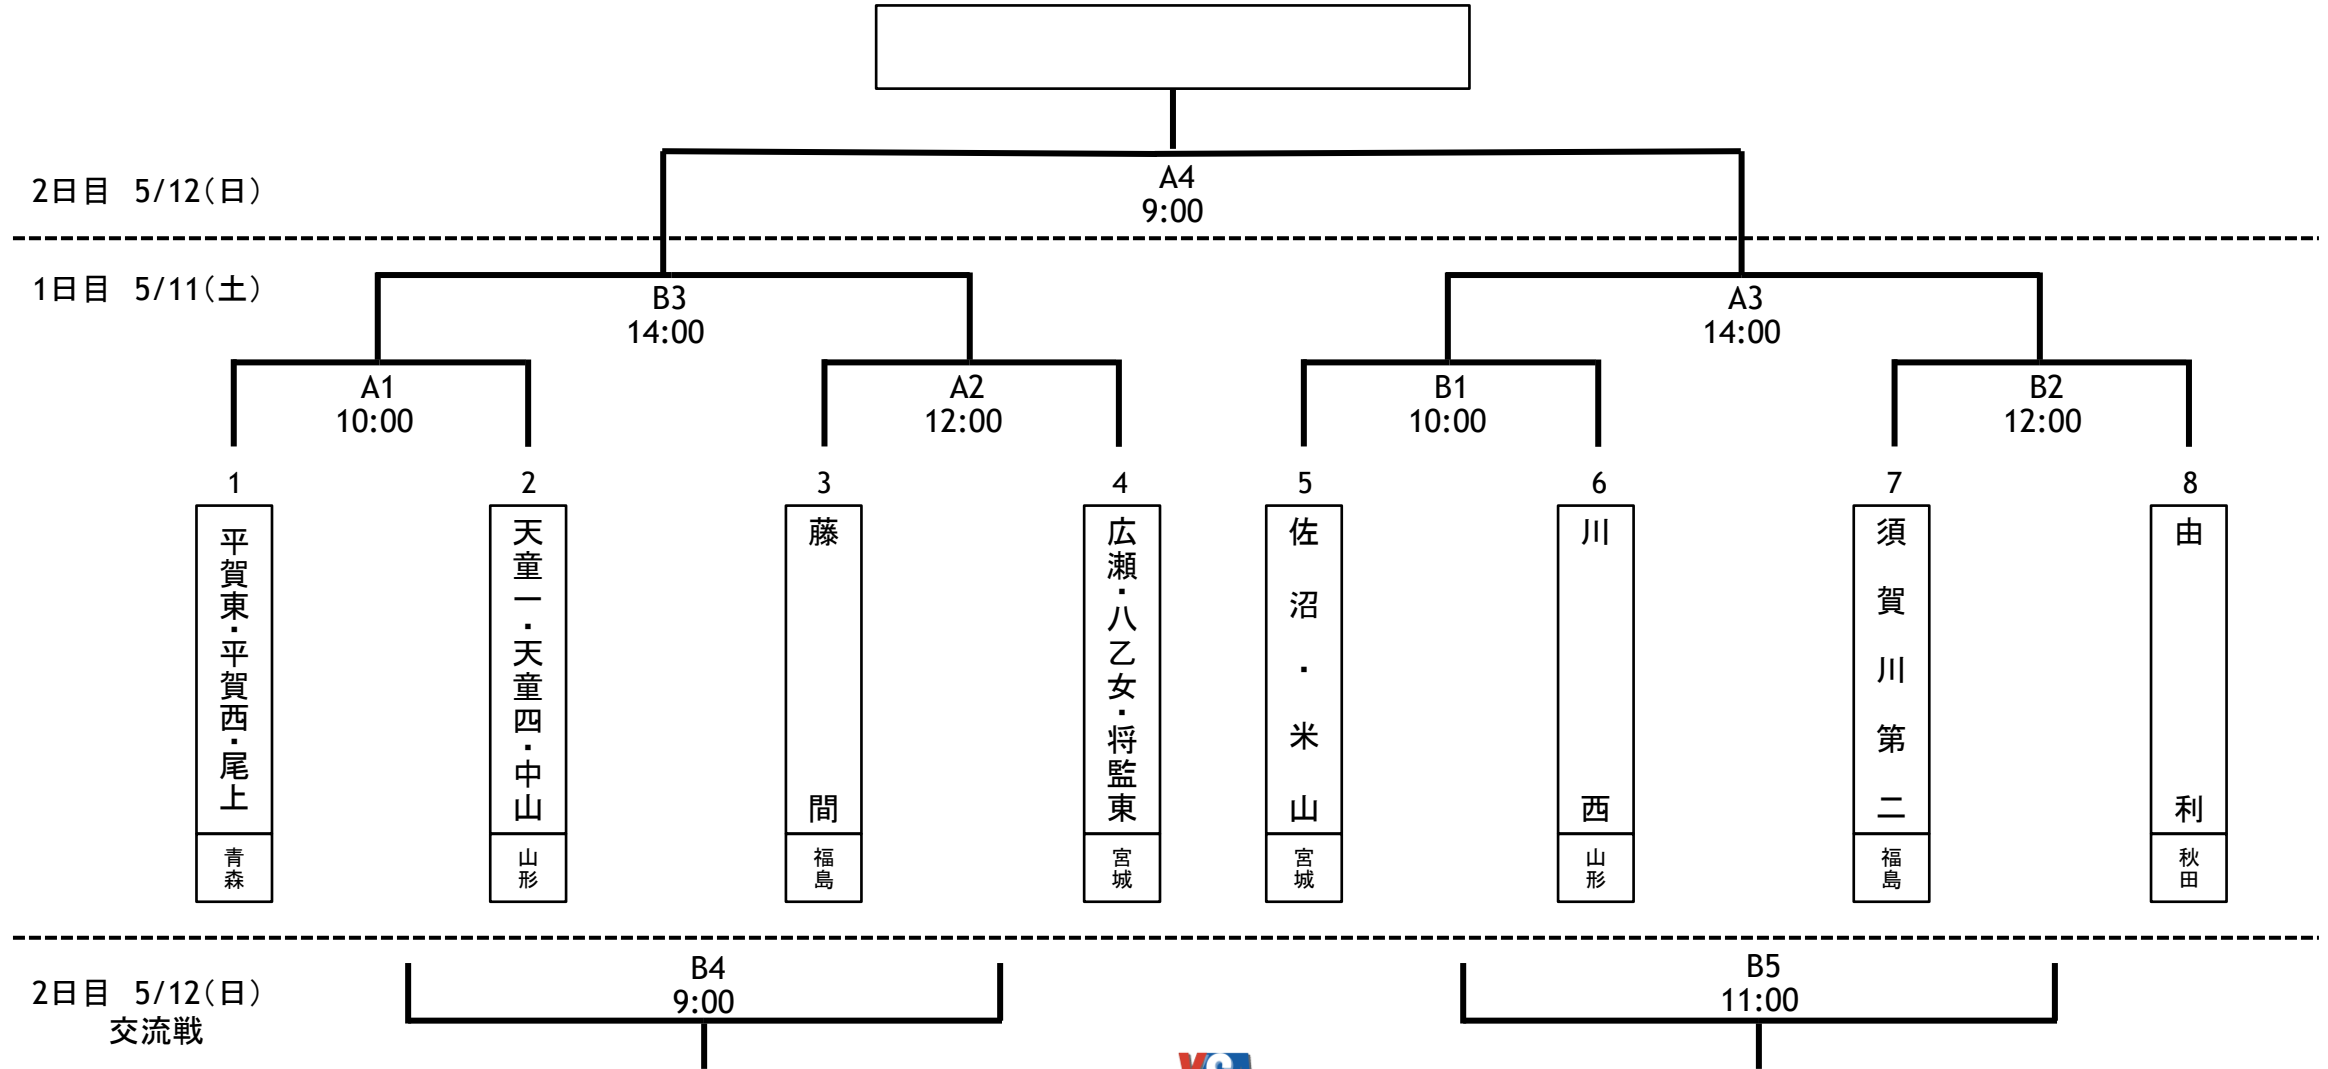 A4
2日目 5/12(日)
9:00
1日目 5/11(土)
B3
14:00
A3
14:00
A1
10:00
A2
12:00
B1
10:00
B2
12:00
1
2
3
4
5
6
7
8
平賀東・平賀西・尾上
青森
天童一・天童四・中山
山形
藤間
福島
広瀬・八乙女・将監東
宮城
佐沼・米山
宮城
川西
山形
須賀川第二
福島
由利
秋田
2日目 5/12(日)
交流戦
B4
9:00
B5
11:00